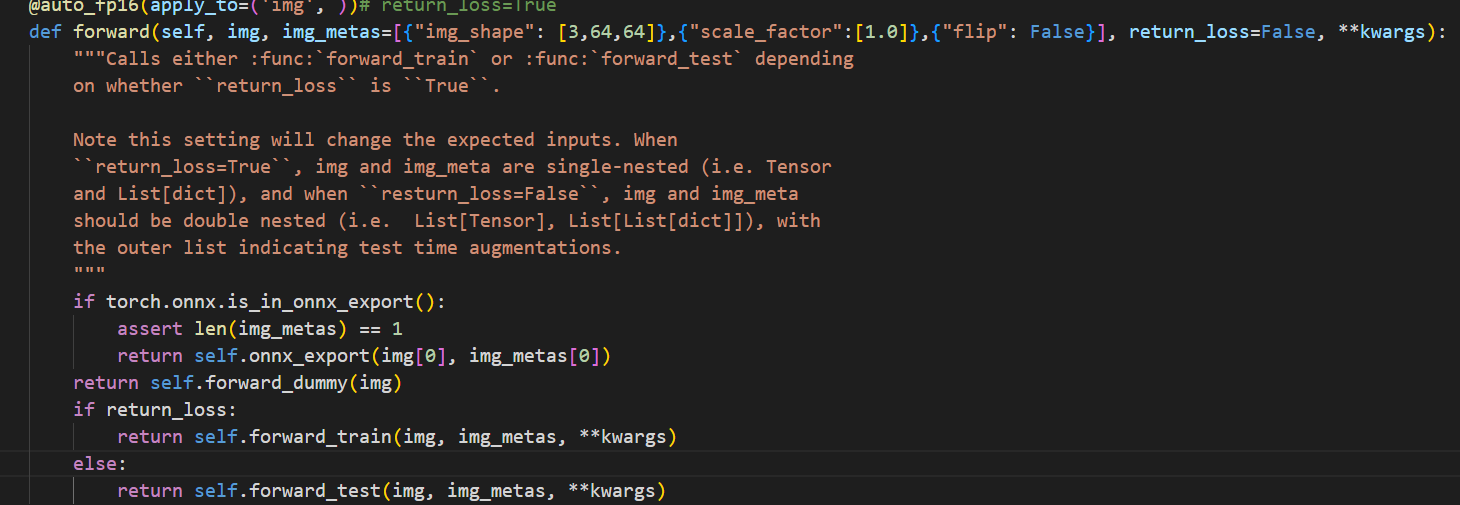 @auto_fp16(apply_to=('img', ))# return_loss=True
def forward(self, img, img_metas=[{"img_shape": [3,64,64]},{"scale_factor":[1.0]},{"flip": False}], return_loss=False, **kwargs):
    """Calls either :func:`forward_train` or :func:`forward_test` depending
    on whether ``return_loss`` is ``True``.

    Note this setting will change the expected inputs. When
    ``return_loss=True``, img and img_meta are single-nested (i.e. Tensor
    and List[dict]), and when ``resturn_loss=False``, img and img_meta
    should be double nested (i.e.  List[Tensor], List[List[dict]]), with
    the outer list indicating test time augmentations.
    """
    if torch.onnx.is_in_onnx_export():
        assert len(img_metas) == 1
        return self.onnx_export(img[0], img_metas[0])
    return self.forward_dummy(img)
    if return_loss:
        return self.forward_train(img, img_metas, **kwargs)
    else:
        return self.forward_test(img, img_metas, **kwargs)